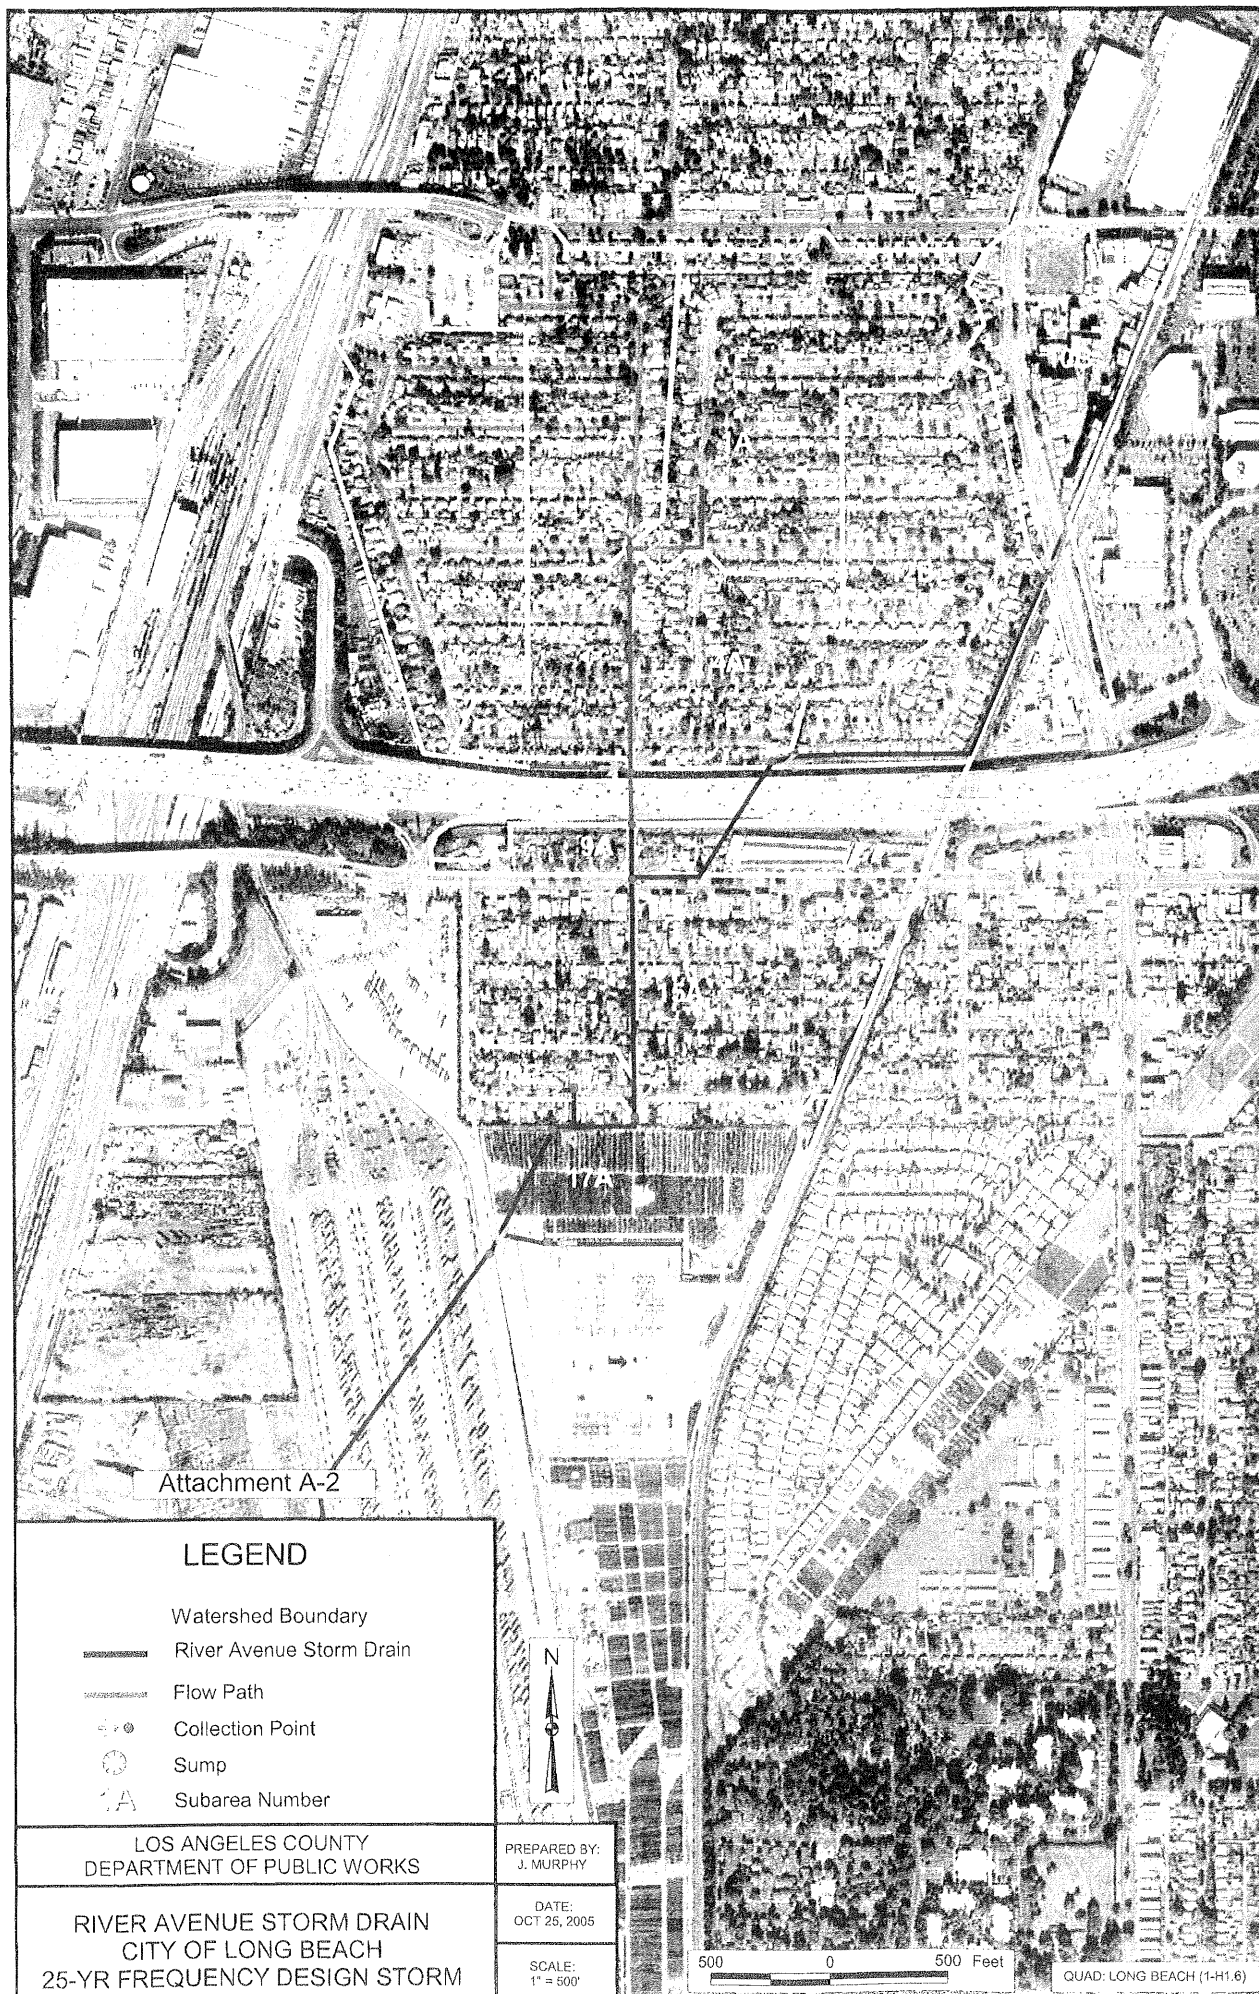 9A
17A
Attachment A-2
LEGEND
Watershed Boundary
River Avenue Storm Drain
Flow Path
Collection Point
Sump
1A Subarea Number
N
LOS ANGELES COUNTY
DEPARTMENT OF PUBLIC WORKS
PREPARED BY:
J. MURPHY
RIVER AVENUE STORM DRAIN
CITY OF LONG BEACH
25-YR FREQUENCY DESIGN STORM
DATE:
OCT 25, 2005
SCALE:
1" = 500'
500 0 500 Feet
QUAD: LONG BEACH (1-H1.6)